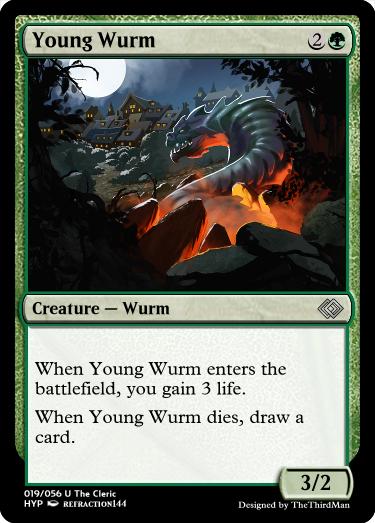 Young Wurm 2
Creature — Wurm
When Young Wurm enters the
battlefield, you gain 3 life.
When Young Wurm dies, draw a
card.
3/2
019/056 U The Cleric
HYP REFRACTION144
Designed by TheThirdMan